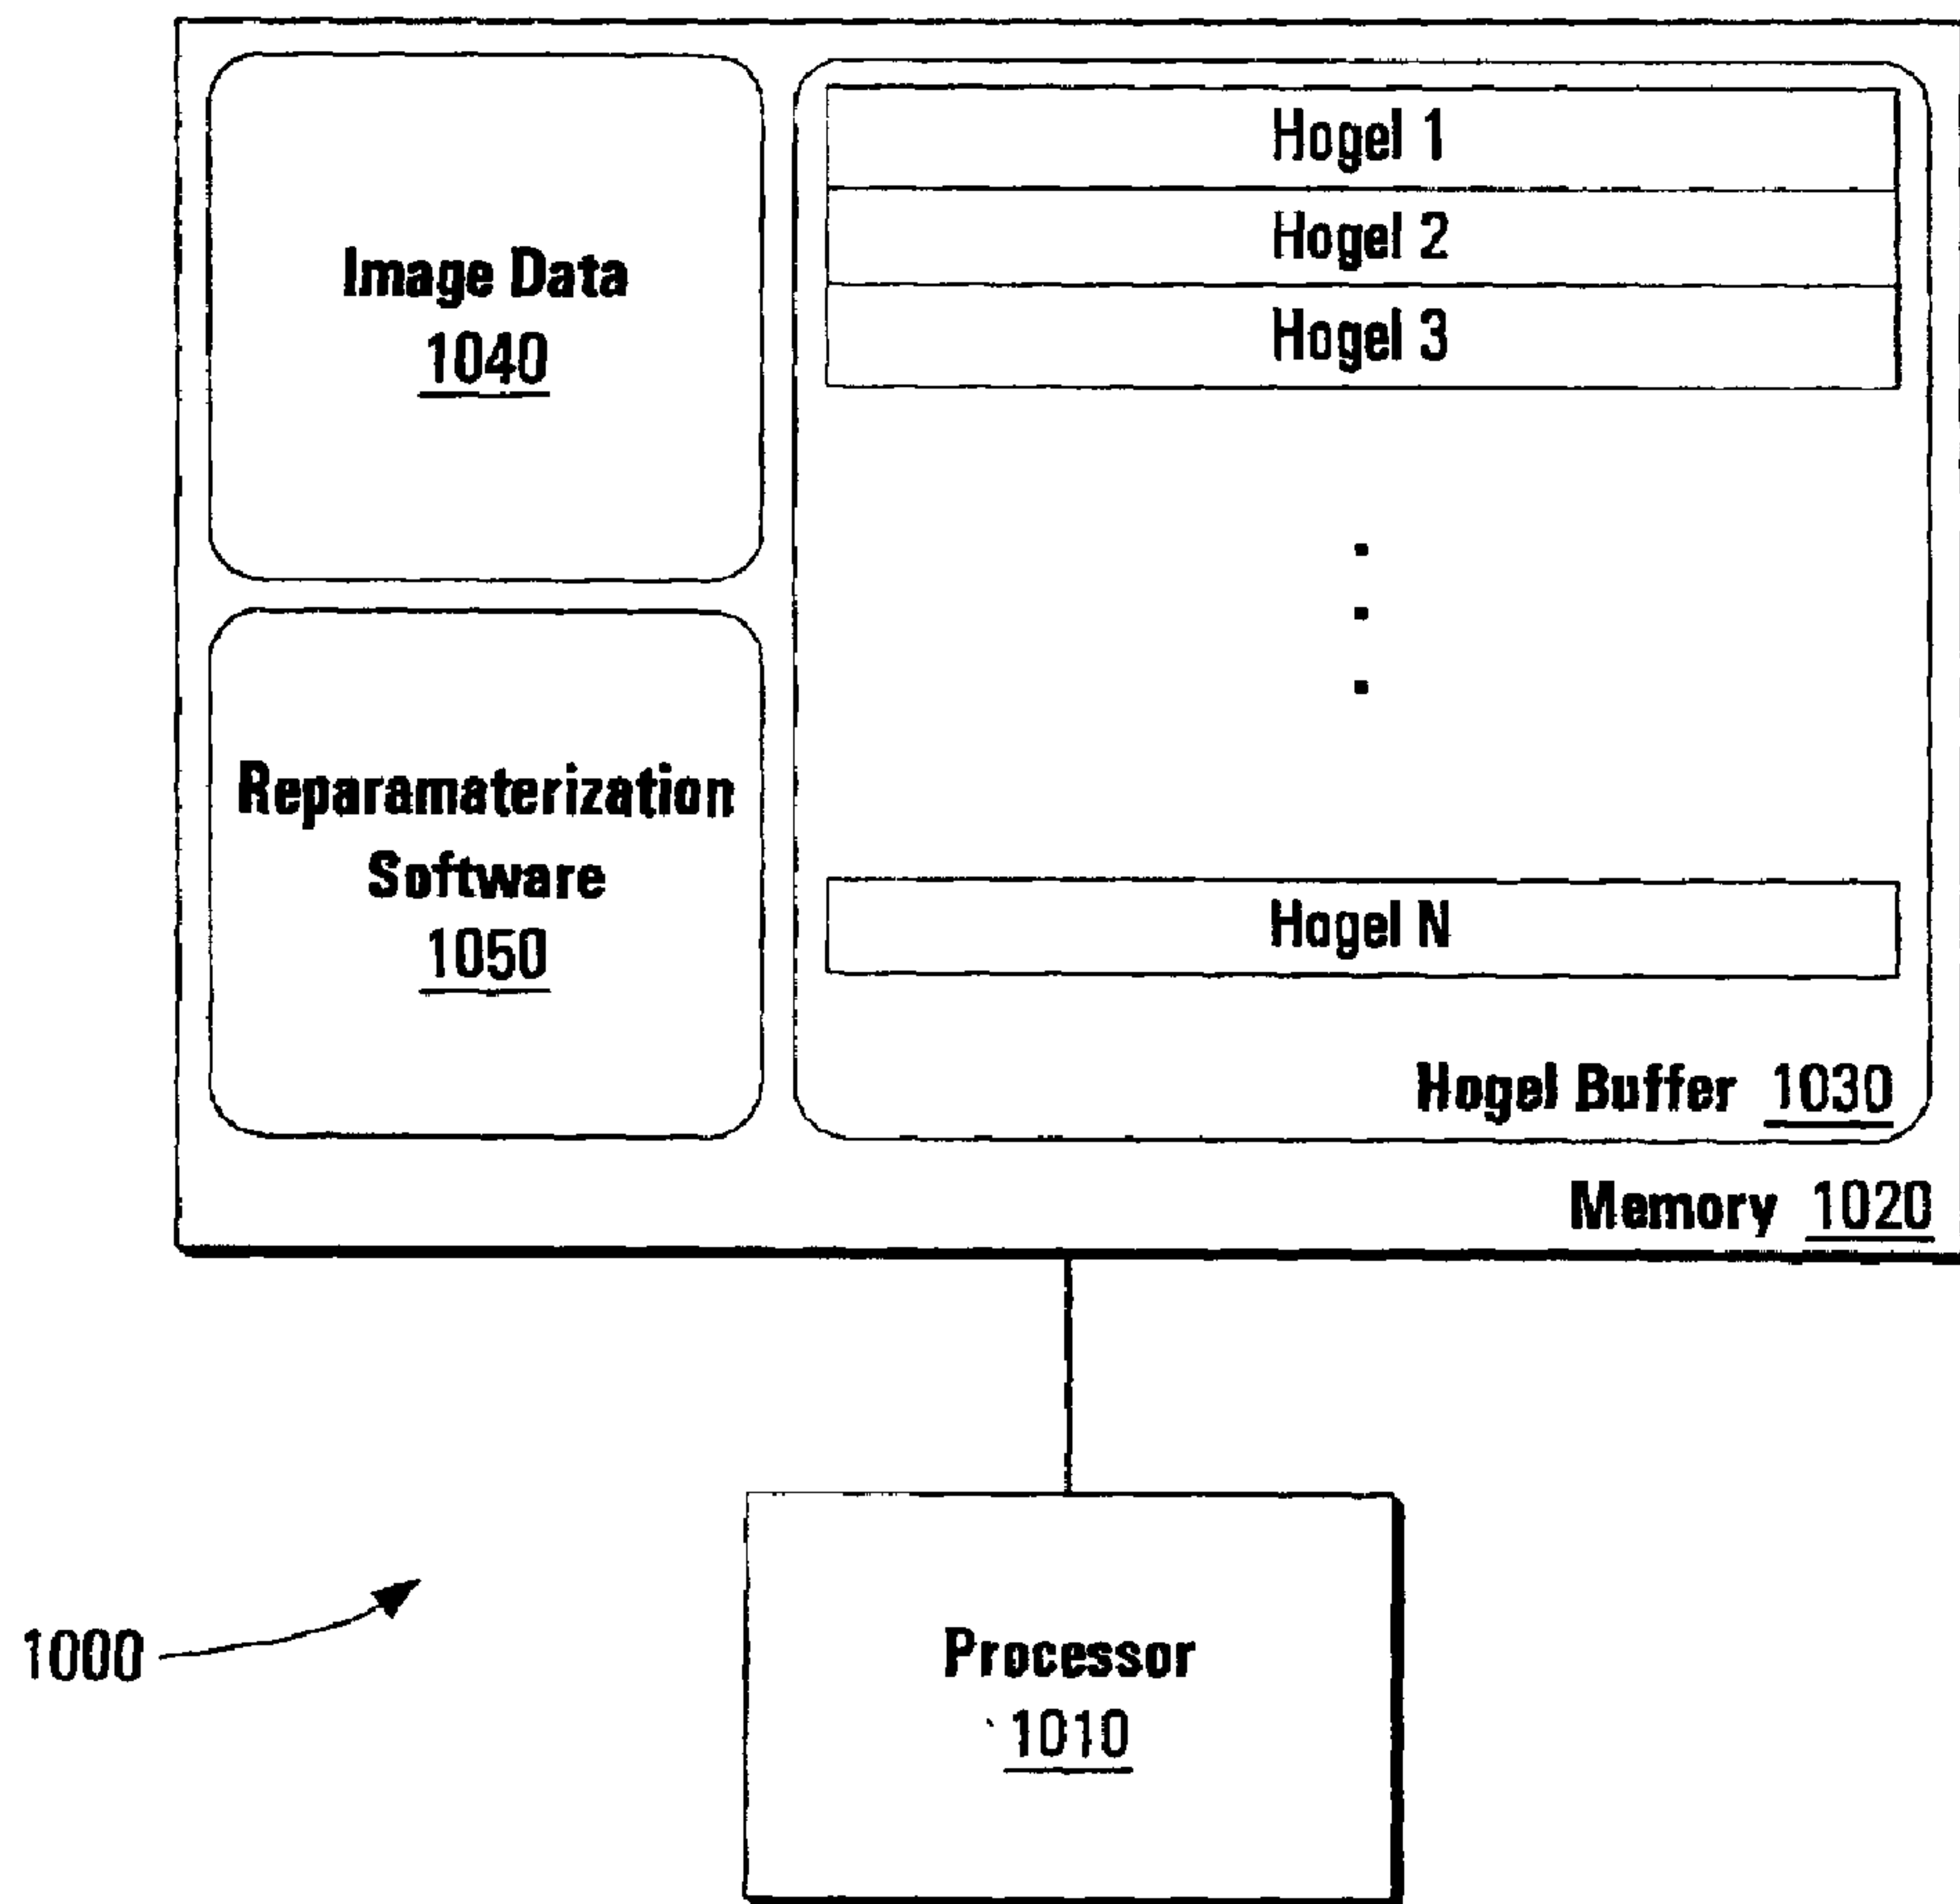 Image Data
1040
Reparamaterization
Software
1050
Hogel 1
Hogel 2
Hogel 3
Hogel N
Hogel Buffer 1030
Memory 1020
1000
Processor
1010